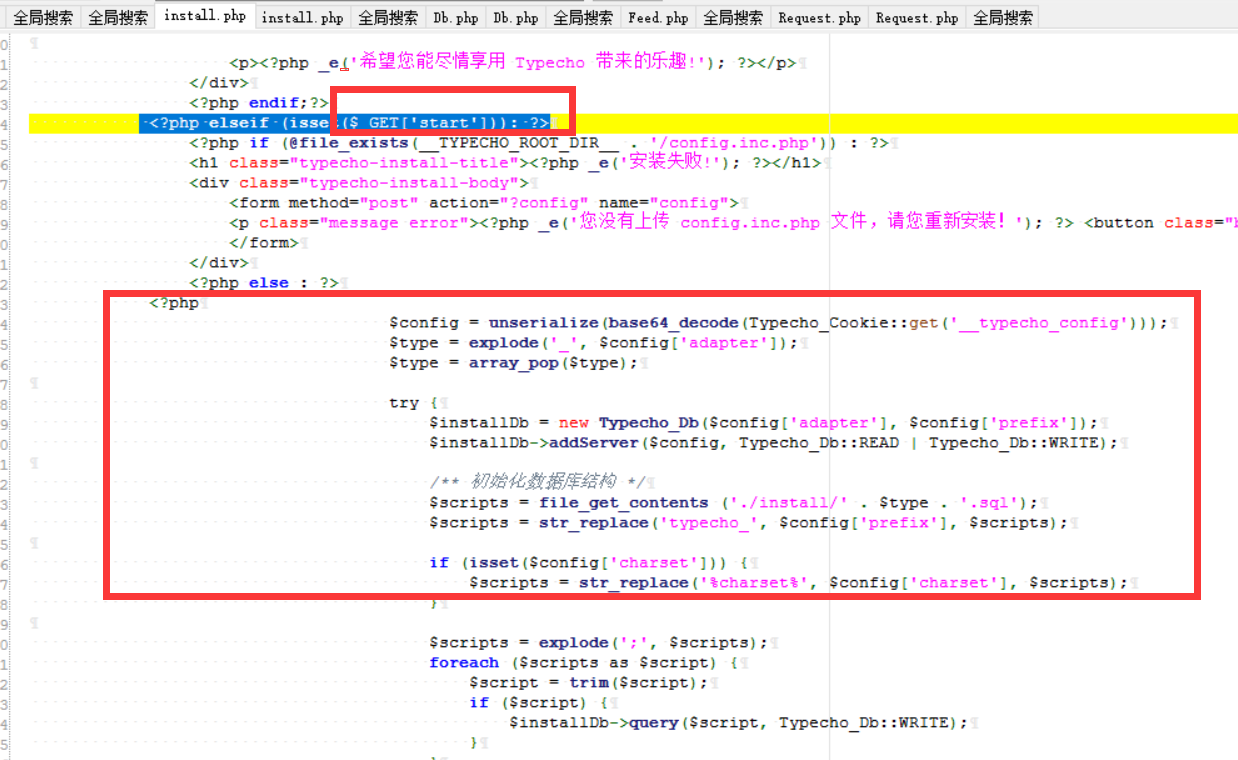 全局搜索 全局搜索 install.php install.php 全局搜索 Db.php Db.php 全局搜索 Feed.php 全局搜索 Request.php Request.php 全局搜索
0
1 <p><?php _e('希望您能尽情享用 Typecho 带来的乐趣!'); ?></p>
2 </div>
3 <?php endif;?>
4 <?php elseif (isset($_GET['start'])): ?>
5 <?php if (@file_exists(__TYPECHO_ROOT_DIR__ . '/config.inc.php')) : ?>
6 <h1 class="typecho-install-title"><?php _e('安装失败!'); ?></h1>
7 <div class="typecho-install-body">
8 <form method="post" action="?config" name="config">
9 <p class="message error"><?php _e('您没有上传 config.inc.php 文件，请您重新安装！'); ?> <button class="
0 </form>
1 </div>
2 <?php else : ?>
3 <?php
4 $config = unserialize(base64_decode(Typecho_Cookie::get('__typecho_config')));
5 $type = explode('_', $config['adapter']);
6 $type = array_pop($type);
7
8 try {
9 $installDb = new Typecho_Db($config['adapter'], $config['prefix']);
0 $installDb->addServer($config, Typecho_Db::READ | Typecho_Db::WRITE);
1
2 /** 初始化数据库结构 */
3 $scripts = file_get_contents ('./install/' . $type . '.sql');
4 $scripts = str_replace('typecho_', $config['prefix'], $scripts);
5
6 if (isset($config['charset'])) {
7 $scripts = str_replace('%charset%', $config['charset'], $scripts);
8 }
9
0 $scripts = explode(';', $scripts);
1 foreach ($scripts as $script) {
2 $script = trim($script);
3 if ($script) {
4 $installDb->query($script, Typecho_Db::WRITE);
5 }